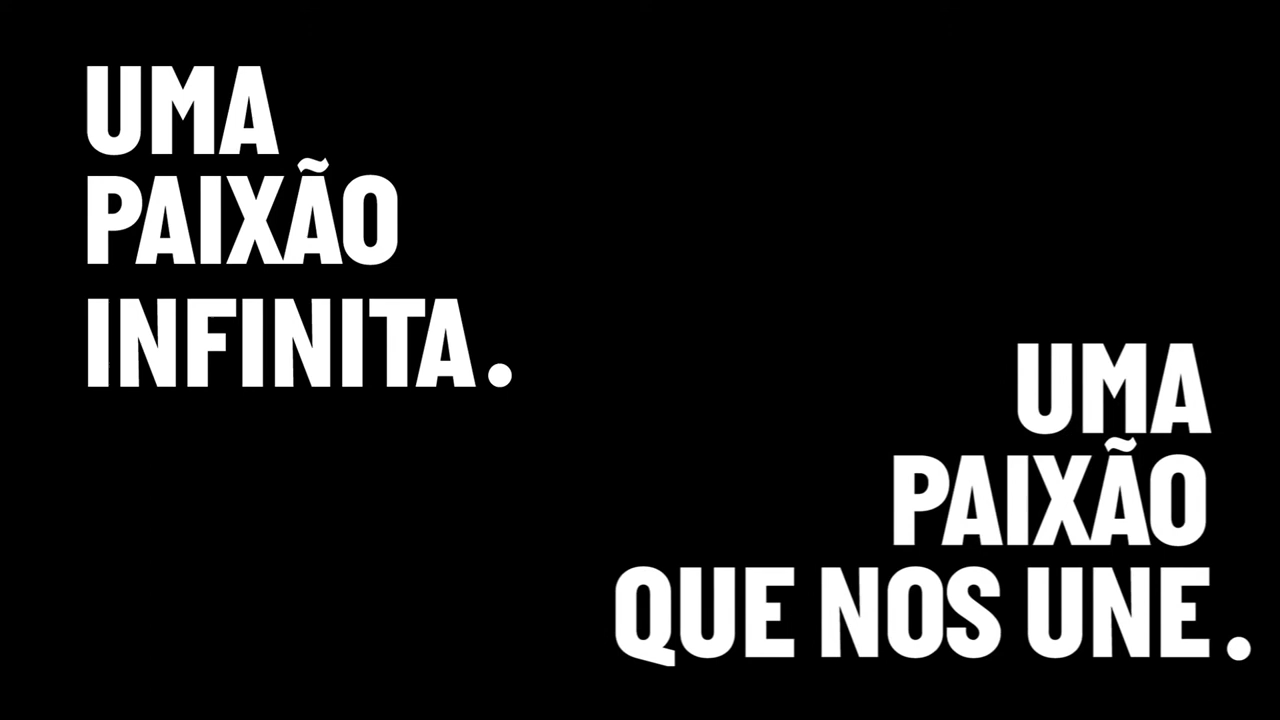 UMA
PAIXÃO
INFINITA.
UMA
PAIXÃO
QUE NOS UNE.